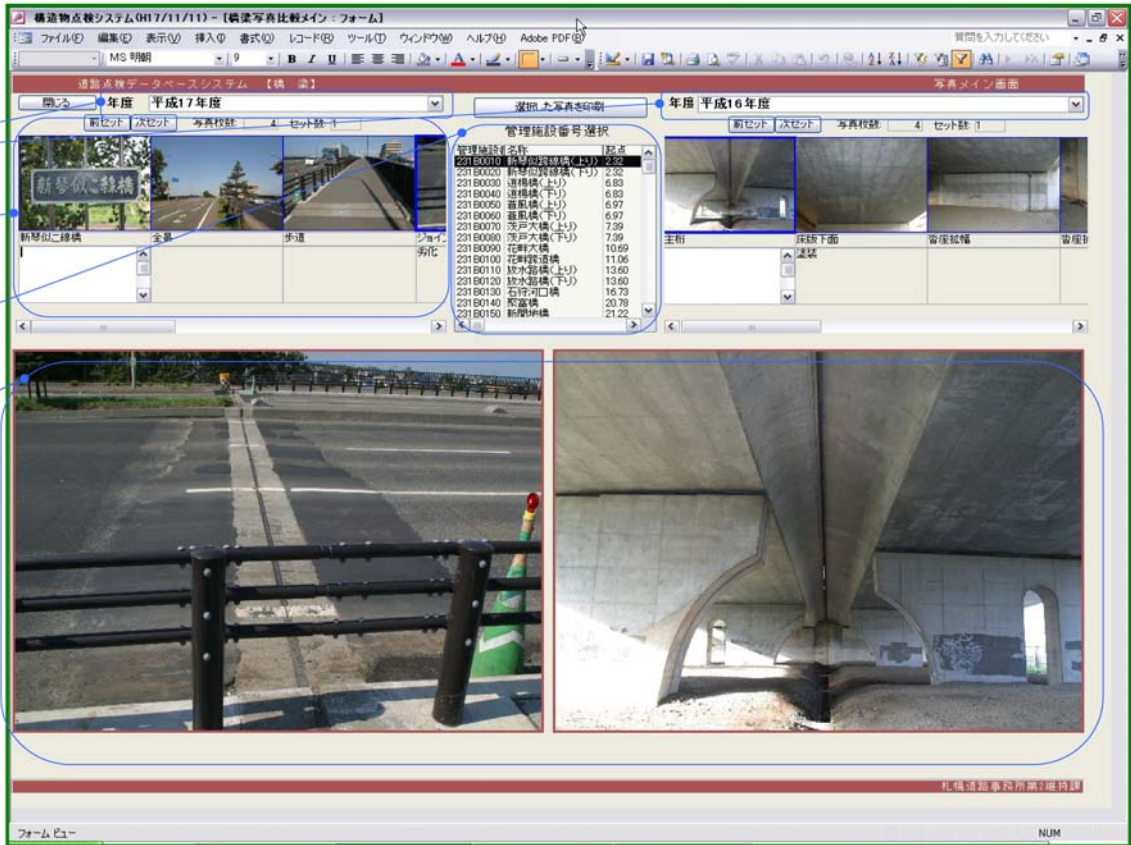 構造物点検システム(H17/11/11) - [橋梁写真比較メイン : フォーム]
ファイル(F) 編集(E) 表示(V) 挿入(I) 書式(O) レコード(R) ツール(T) ウィンドウ(W) ヘルプ(H) Adobe PDF(B) 質問を入力してください
MS 明朝 9 B I U
道路点検データベースシステム 【橋 梁】 写真メイン画面
閉じる 年度 平成17年度 選択した写真を印刷 年度 平成16年度
前セット 次セット 写真枚数: 4 セット数: 1 前セット 次セット 写真枚数: 4 セット数: 1
管理施設番号選択
管理施設 名称 起点
231B0010 新琴似跨線橋(上り) 2.32
231B0020 新琴似跨線橋(下り) 2.32
231B0030 道楊橋(上り) 6.83
231B0040 道楊橋(下り) 6.83
231B0050 蕗風橋(上り) 6.97
231B0060 蕗風橋(下り) 6.97
231B0070 茨戸大橋(上り) 7.39
231B0080 茨戸大橋(下り) 7.39
231B0090 花畔大橋 10.69
231B0100 花畔跨道橋 11.06
231B0110 放水路橋(上り) 13.60
231B0120 放水路橋(下り) 13.60
231B0130 石狩河口橋 16.73
231B0140 聚富橋 20.78
231B0150 新開地橋 21.22
新琴似こ線橋
新琴似こ線橋 全景 歩道 ジョイン
劣化
主桁 床版下面 沓座拡幅 沓座拡
塗装
札幌道路事務所第2維持課
フォーム ビュー NUM